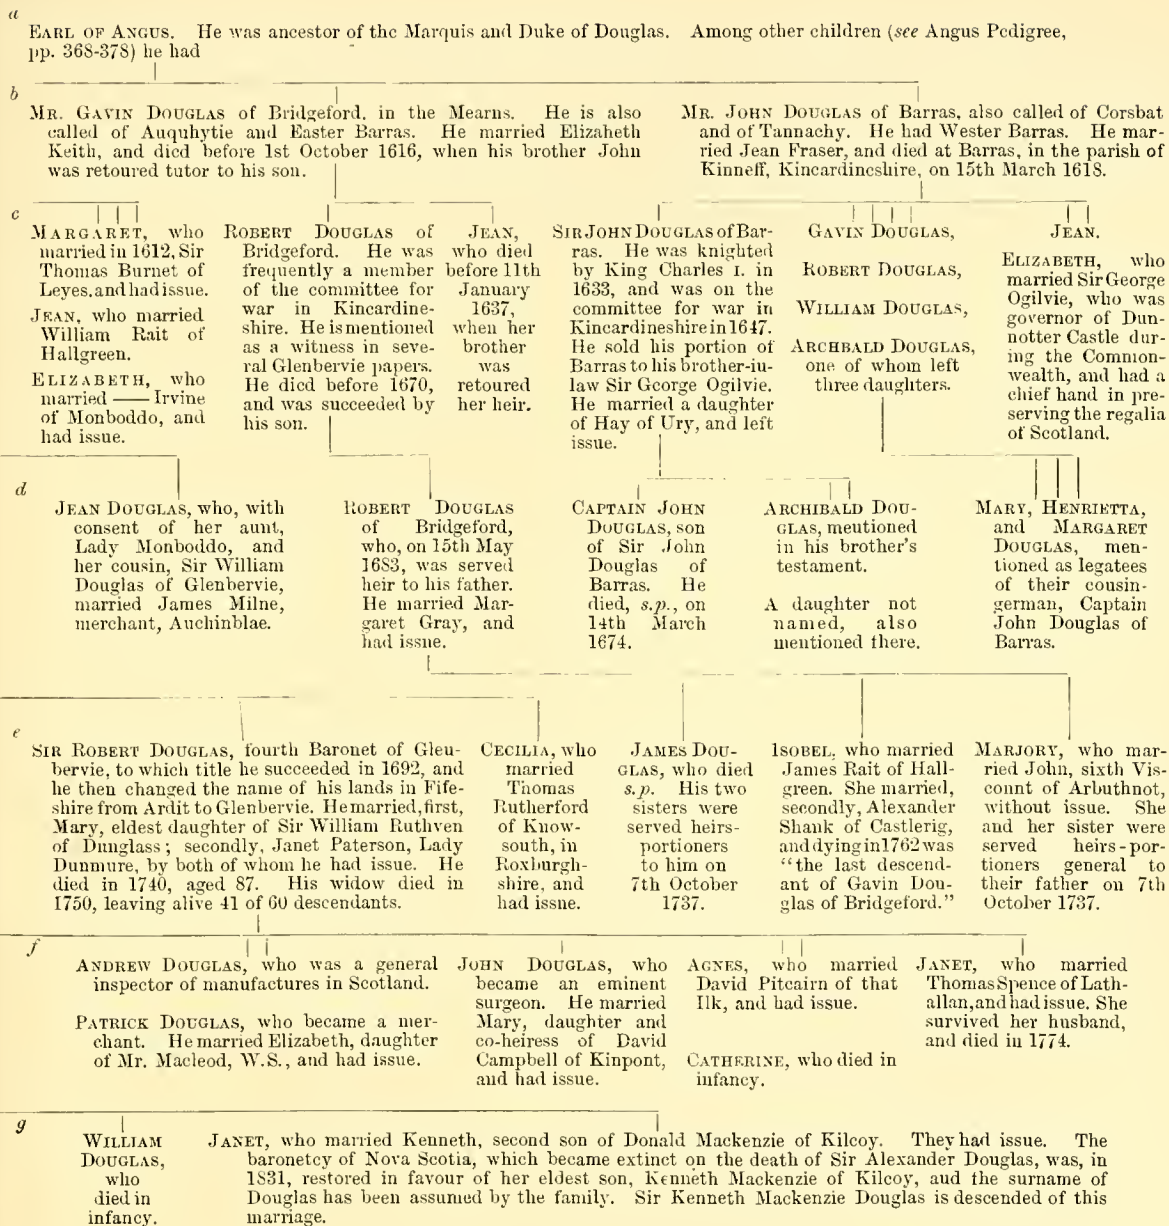 a
EARL OF ANGUS. He was ancestor of the Marquis and Duke of Douglas. Among other children (see Angus Pedigree,
pp. 368-378) he had
b
MR. GAVIN DOUGLAS of Bridgeford, in the Mearns. He is also
called of Auquhytie and Easter Barras. He married Elizabeth
Keith, and died before 1st October 1616, when his brother John
was retoured tutor to his son.
MR. JOHN DOUGLAS of Barras, also called of Corsbat
and of Tannachy. He had Wester Barras. He mar-
ried Jean Fraser, and died at Barras, in the parish of
Kinneff, Kincardineshire, on 15th March 1618.
c
MARGARET, who
married in 1612, Sir
Thomas Burnet of
Leyes, and had issue.
JEAN, who married
William Rait of
Hallgreen.
ELIZABETH, who
married —— Irvine
of Monboddo, and
had issue.
ROBERT DOUGLAS of
Bridgeford. He was
frequently a member
of the committee for
war in Kincardine-
shire. He is mentioned
as a witness in seve-
ral Glenbervie papers.
He died before 1670,
and was succeeded by
his son.
JEAN,
who died
before 11th
January
1637,
when her
brother
was
retoured
her heir.
SIR JOHN DOUGLAS of Bar-
ras. He was knighted
by King Charles I. in
1633, and was on the
committee for war in
Kincardineshire in 1647.
He sold his portion of
Barras to his brother-in-
law Sir George Ogilvie.
He married a daughter
of Hay of Ury, and left
issue.
GAVIN DOUGLAS,
ROBERT DOUGLAS,
WILLIAM DOUGLAS,
ARCHBALD DOUGLAS,
one of whom left
three daughters.
JEAN.
ELIZABETH, who
married Sir George
Ogilvie, who was
governor of Dun-
notter Castle dur-
ing the Common-
wealth, and had a
chief hand in pre-
serving the regalia
of Scotland.
d
JEAN DOUGLAS, who, with
consent of her aunt,
Lady Monboddo, and
her cousin, Sir William
Douglas of Glenbervie,
married James Milne,
merchant, Auchinblae.
ROBERT DOUGLAS
of Bridgeford,
who, on 15th May
1683, was served
heir to his father.
He married Mar-
garet Gray, and
had issue.
CAPTAIN JOHN
DOUGLAS, son
of Sir John
Douglas of
Barras. He
died, s.p., on
14th March
1674.
ARCHIBALD DOU-
GLAS, mentioned
in his brother's
testament.
A daughter not
named, also
mentioned there.
MARY, HENRIETTA,
and MARGARET
DOUGLAS, men-
tioned as legatees
of their cousin-
german, Captain
John Douglas of
Barras.
e
SIR ROBERT DOUGLAS, fourth Baronet of Glen-
bervie, to which title he succeeded in 1692, and
he then changed the name of his lands in Fife-
shire from Ardit to Glenbervie. He married, first,
Mary, eldest daughter of Sir William Ruthven
of Dunglass; secondly, Janet Paterson, Lady
Dunmure, by both of whom he had issue. He
died in 1740, aged 87. His widow died in
1750, leaving alive 41 of 60 descendants.
CECILIA, who
married
Thomas
Rutherford
of Know-
south, in
Roxburgh-
shire, and
had issue.
JAMES DOU-
GLAS, who died
s.p. His two
sisters were
served heirs-
portioners
to him on
7th October
1737.
ISOBEL, who married
James Rait of Hall-
green. She married,
secondly, Alexander
Shank of Castlerig,
and dying in 1762 was
"the last descend-
ant of Gavin Dou-
glas of Bridgeford."
MARJORY, who mar-
ried John, sixth Vis-
count of Arbuthnot,
without issue. She
and her sister were
served heirs-por-
tioners general to
their father on 7th
October 1737.
f
ANDREW DOUGLAS, who was a general
inspector of manufactures in Scotland.
PATRICK DOUGLAS, who became a mer-
chant. He married Elizabeth, daughter
of Mr. Macleod, W.S., and had issue.
JOHN DOUGLAS, who
became an eminent
surgeon. He married
Mary, daughter and
co-heiress of David
Campbell of Kinpont,
and had issue.
AGNES, who married
David Pitcairn of that
Ilk, and had issue.
CATHERINE, who died in
infancy.
JANET, who married
Thomas Spence of Lath-
allan, and had issue. She
survived her husband,
and died in 1774.
g
WILLIAM
DOUGLAS,
who
died in
infancy.
JANET, who married Kenneth, second son of Donald Mackenzie of Kilcoy. They had issue. The
baronetcy of Nova Scotia, which became extinct on the death of Sir Alexander Douglas, was, in
1831, restored in favour of her eldest son, Kenneth Mackenzie of Kilcoy, and the surname of
Douglas has been assumed by the family. Sir Kenneth Mackenzie Douglas is descended of this
marriage.